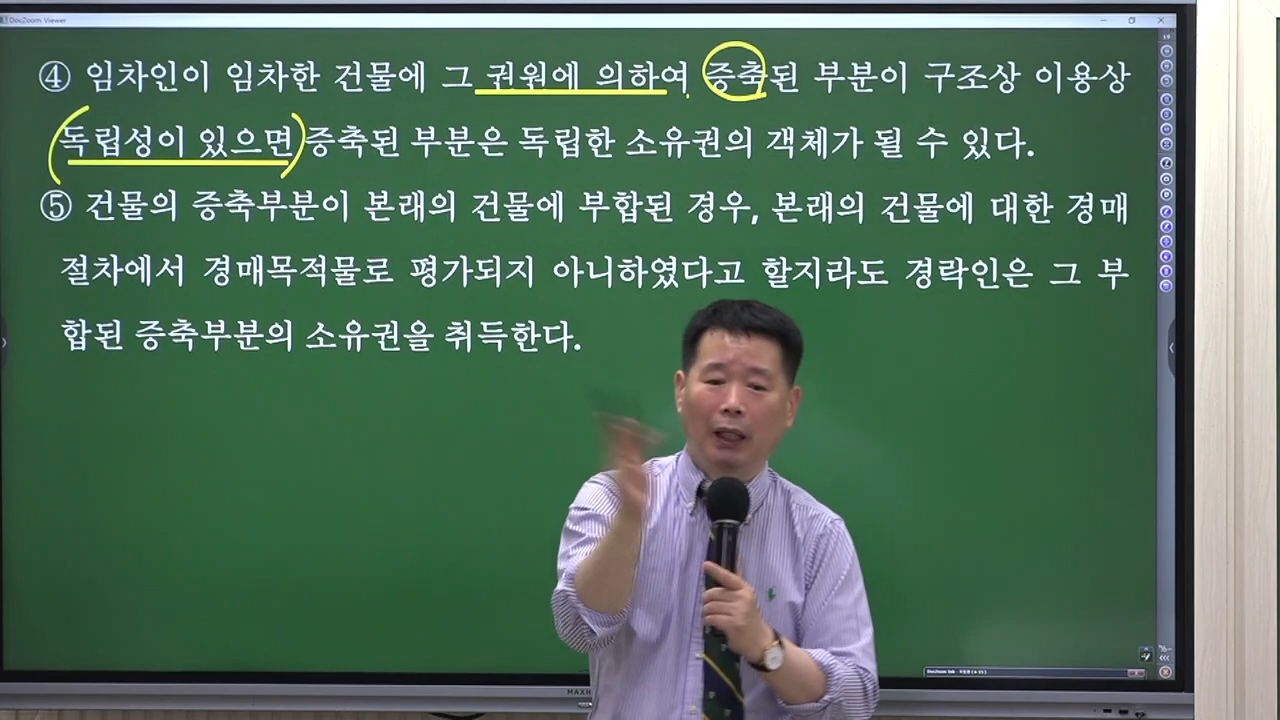 DocZoom Viewer
④ 임차인이 임차한 건물에 그 권원에 의하여 증축된 부분이 구조상 이용상
독립성이 있으면 증축된 부분은 독립한 소유권의 객체가 될 수 있다.
⑤ 건물의 증축부분이 본래의 건물에 부합된 경우, 본래의 건물에 대한 경매
절차에서 경매목적물로 평가되지 아니하였다고 할지라도 경락인은 그 부
합된 증축부분의 소유권을 취득한다.
MAXH